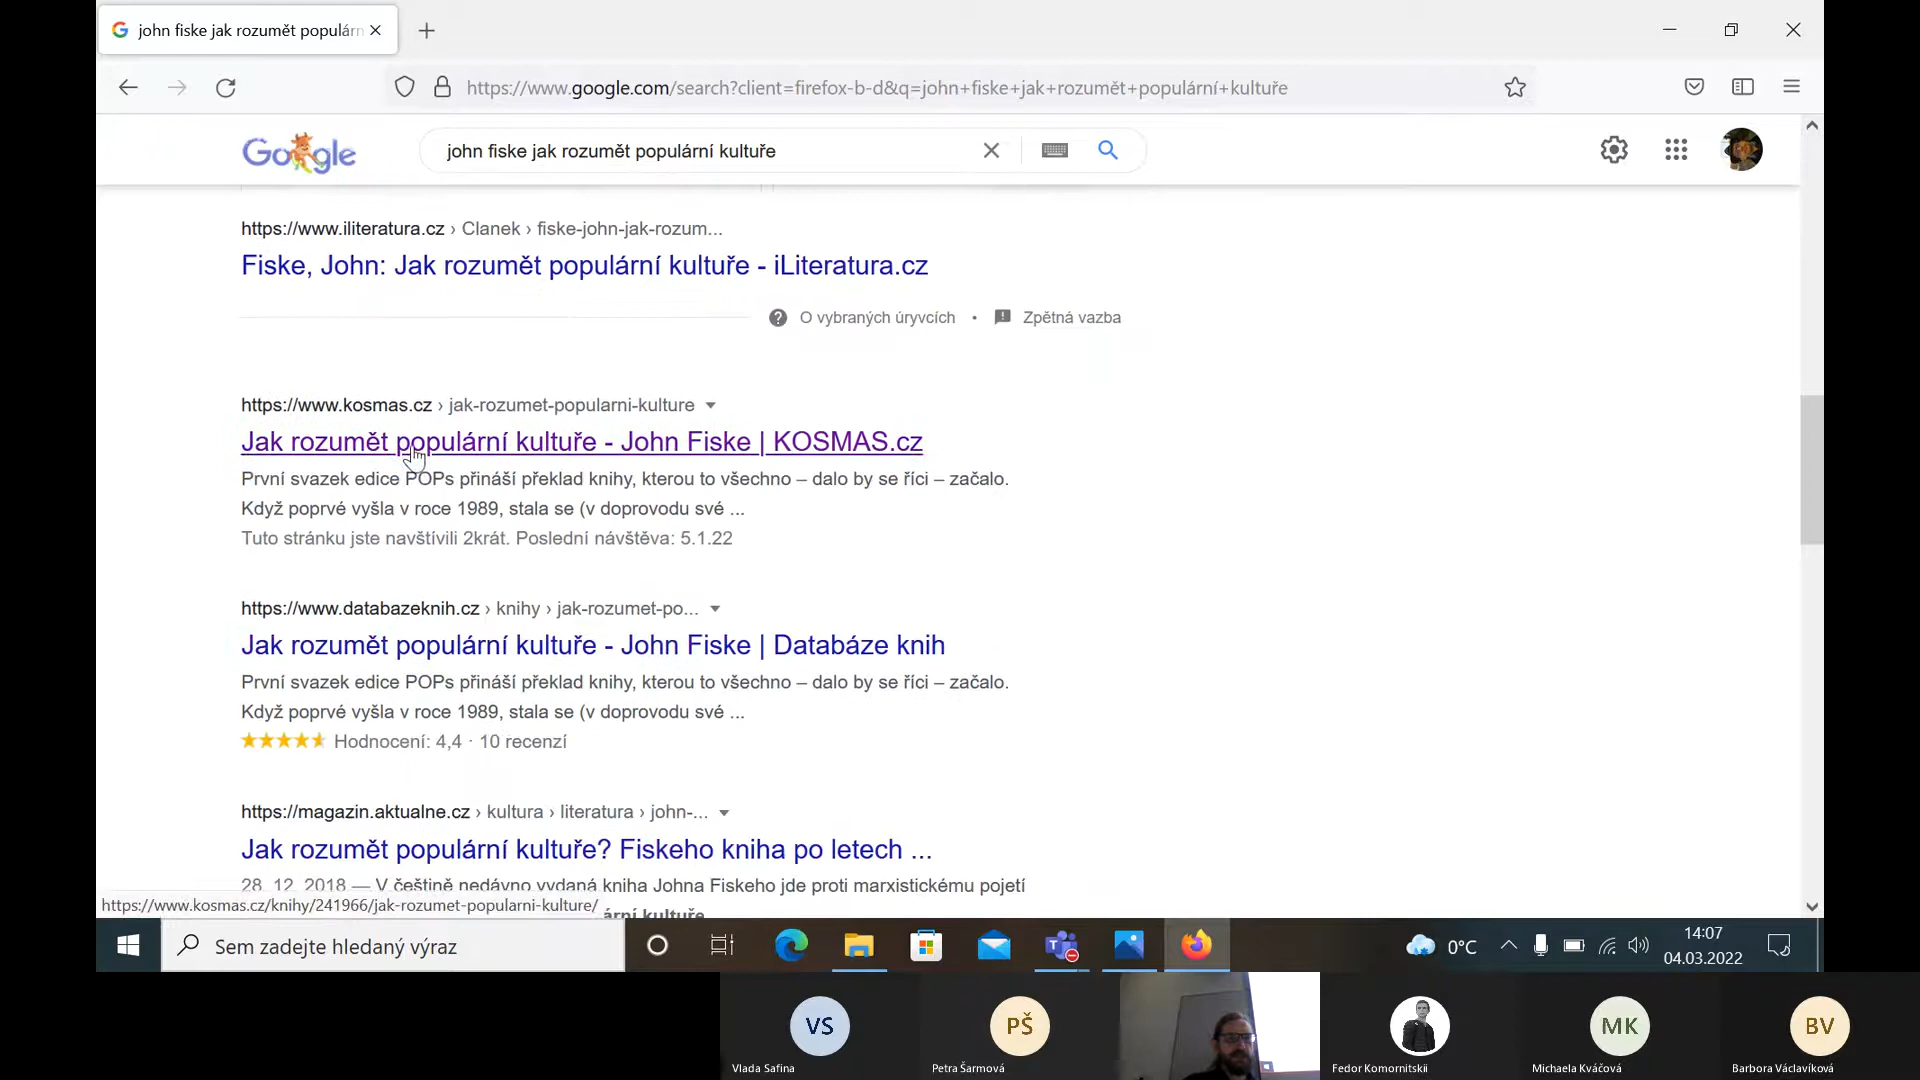 john fiske jak rozumět populárn
https://www.google.com/search?client=firefox-b-d&q=john+fiske+jak+rozumět+populární+kultuře
Google
john fiske jak rozumět populární kultuře
https://www.iliteratura.cz › Clanek › fiske-john-jak-rozum...
Fiske, John: Jak rozumět populární kultuře - iLiteratura.cz
O vybraných úryvcích • Zpětná vazba
https://www.kosmas.cz › jak-rozumet-popularni-kulture
Jak rozumět populární kultuře - John Fiske | KOSMAS.cz
První svazek edice POPs přináší překlad knihy, kterou to všechno – dalo by se říci – začalo.
Když poprvé vyšla v roce 1989, stala se (v doprovodu své ...
Tuto stránku jste navštívili 2krát. Poslední návštěva: 5.1.22
https://www.databazeknih.cz › knihy › jak-rozumet-po...
Jak rozumět populární kultuře - John Fiske | Databáze knih
První svazek edice POPs přináší překlad knihy, kterou to všechno – dalo by se říci – začalo.
Když poprvé vyšla v roce 1989, stala se (v doprovodu své ...
Hodnocení: 4,4 · 10 recenzí
https://magazin.aktualne.cz › kultura › literatura › john-...
Jak rozumět populární kultuře? Fiskeho kniha po letech ...
28. 12. 2018 — V češtině nedávno vydaná kniha Johna Fiskeho jde proti marxistickému pojetí
https://www.kosmas.cz/knihy/241966/jak-rozumet-popularni-kulture/
ární kultuře
Sem zadejte hledaný výraz
0°C
14:07
04.03.2022
VS
PŠ
MK
BV
Vlada Safina
Petra Šarmová
Fedor Komornitskii
Michaela Kváčová
Barbora Václavíková